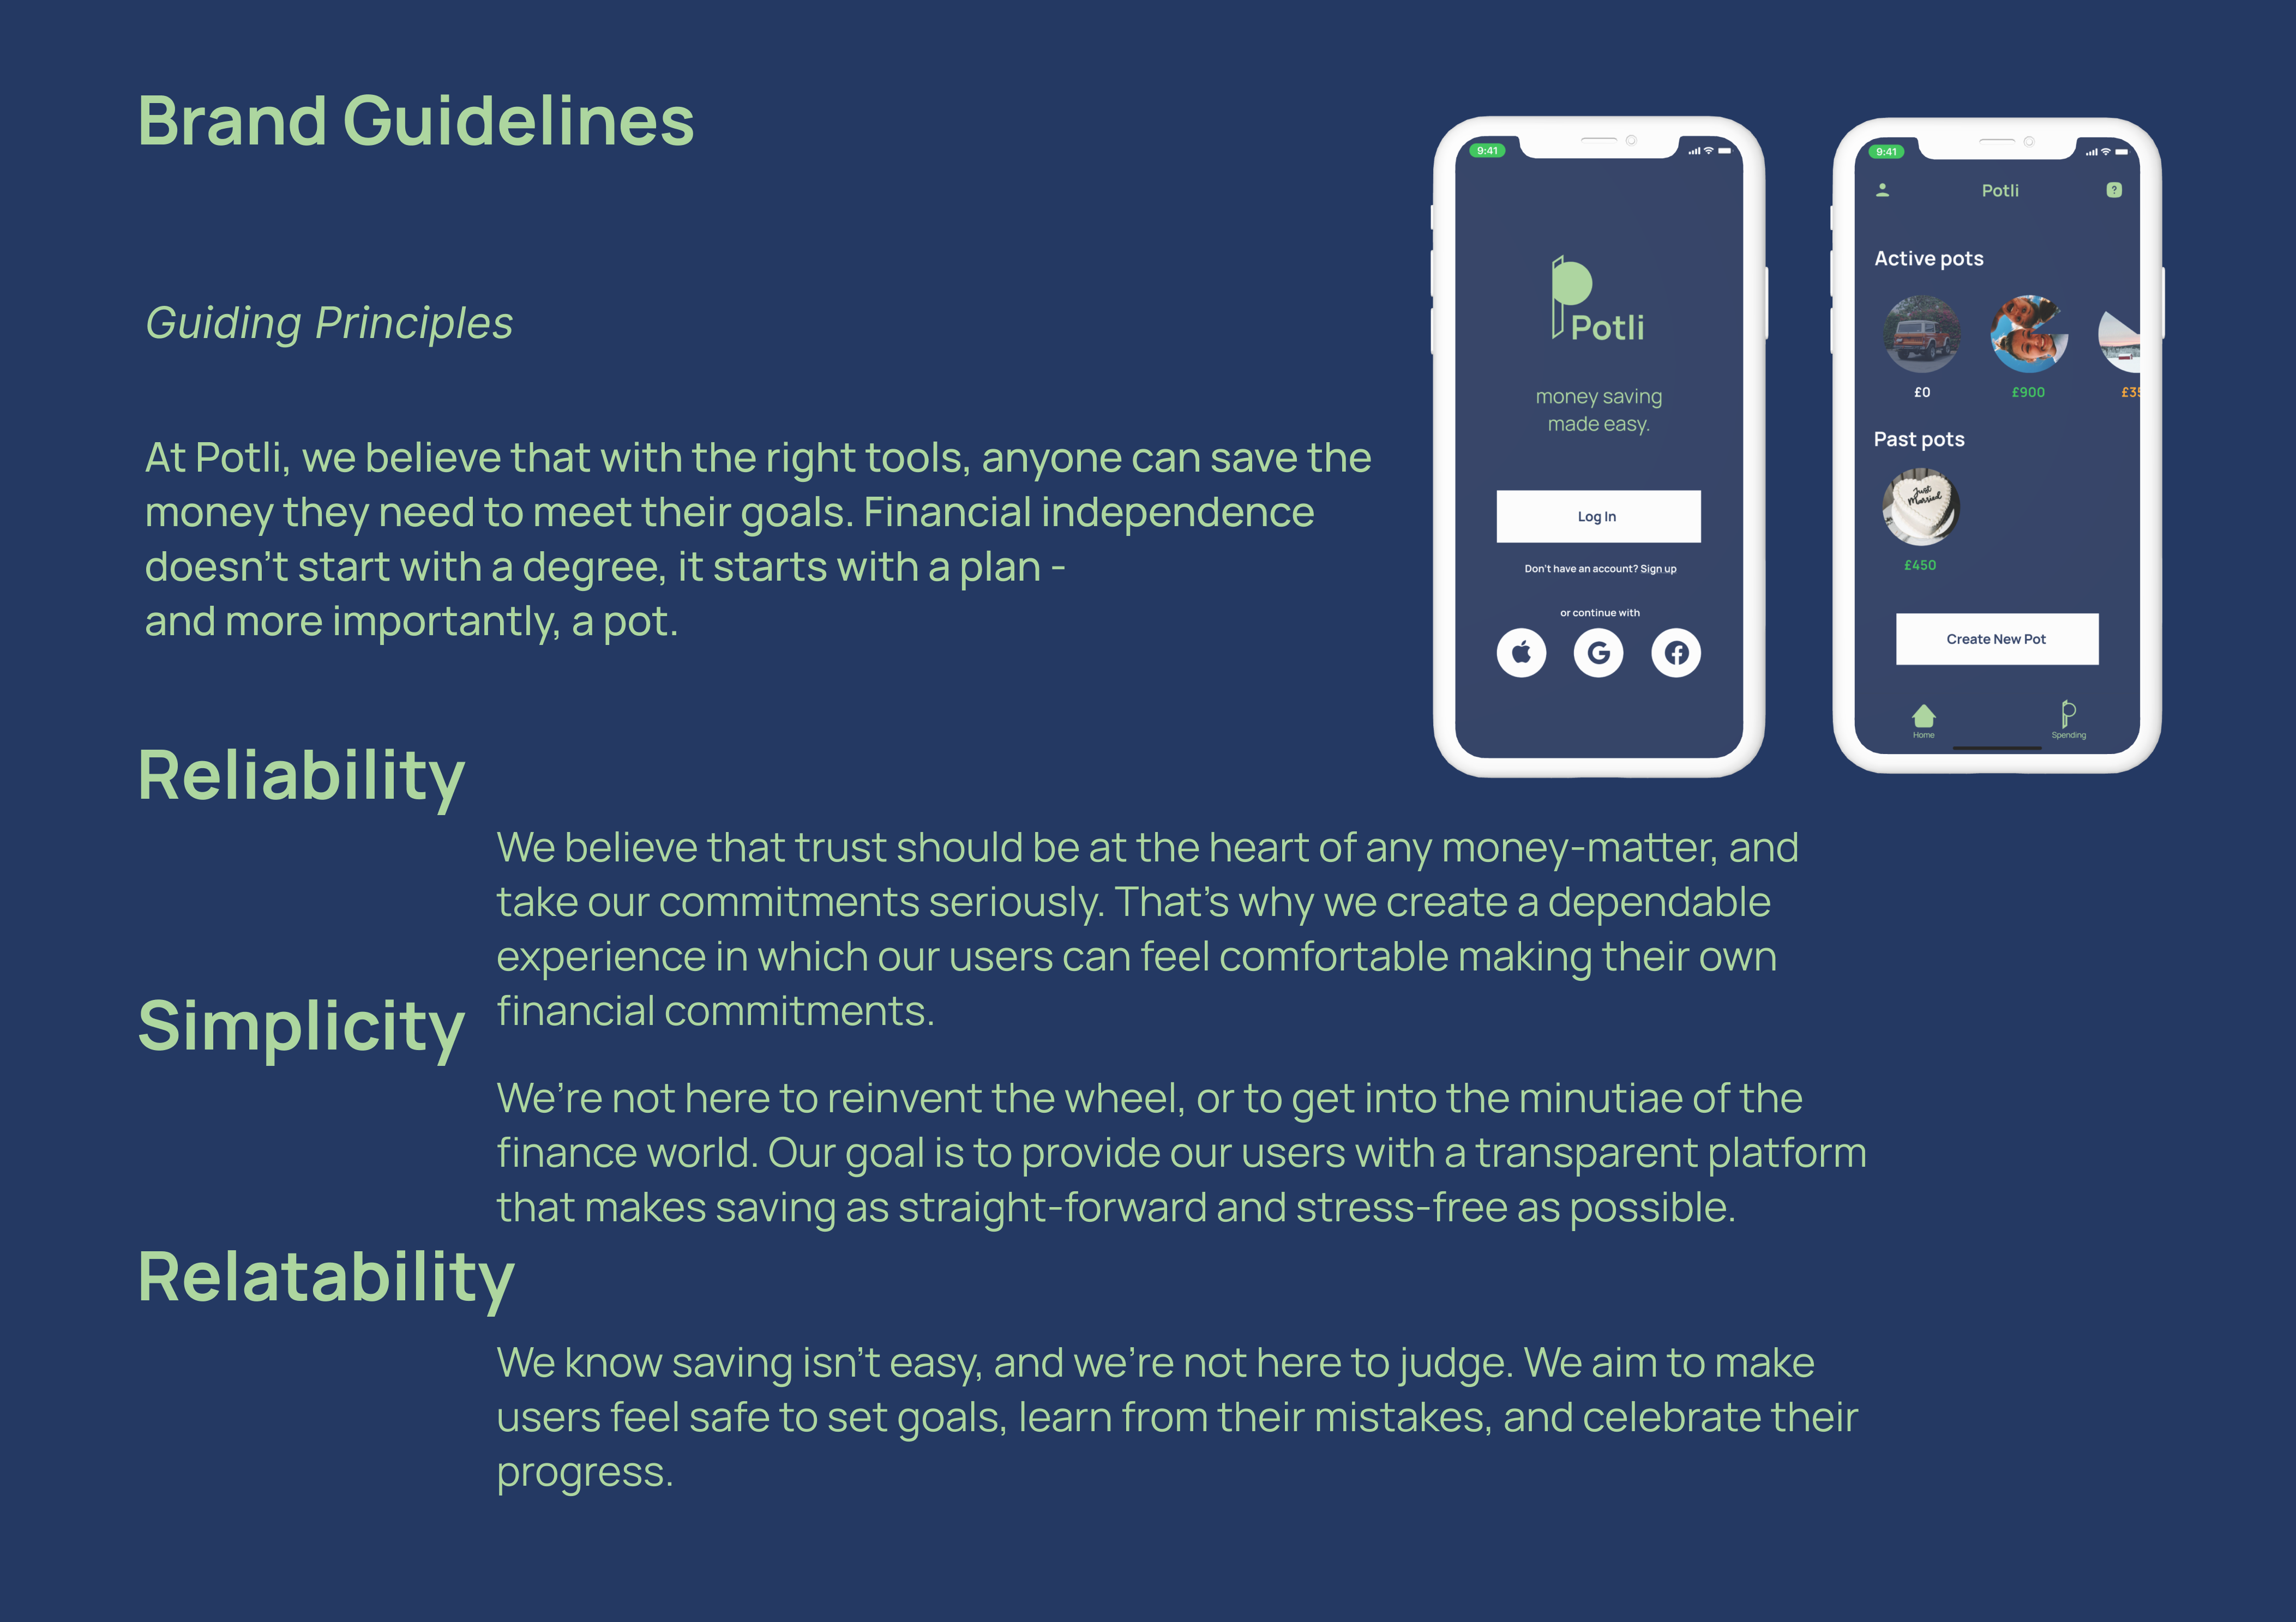 Brand Guidelines
Guiding Principles
At Potli, we believe that with the right tools, anyone can save the
money they need to meet their goals. Financial independence
doesn’t start with a degree, it starts with a plan -
and more importantly, a pot.
Reliability
We believe that trust should be at the heart of any money-matter, and
take our commitments seriously. That’s why we create a dependable
experience in which our users can feel comfortable making their own
financial commitments.
Simplicity
We’re not here to reinvent the wheel, or to get into the minutiae of the
finance world. Our goal is to provide our users with a transparent platform
that makes saving as straight-forward and stress-free as possible.
Relatability
We know saving isn’t easy, and we’re not here to judge. We aim to make
users feel safe to set goals, learn from their mistakes, and celebrate their
progress.
9:41
Potli
money saving
made easy.
Log In
Don't have an account? Sign up
or continue with
9:41
Potli
?
Active pots
£0
£900
Past pots
Just
Married
£450
Create New Pot
Home
Spending